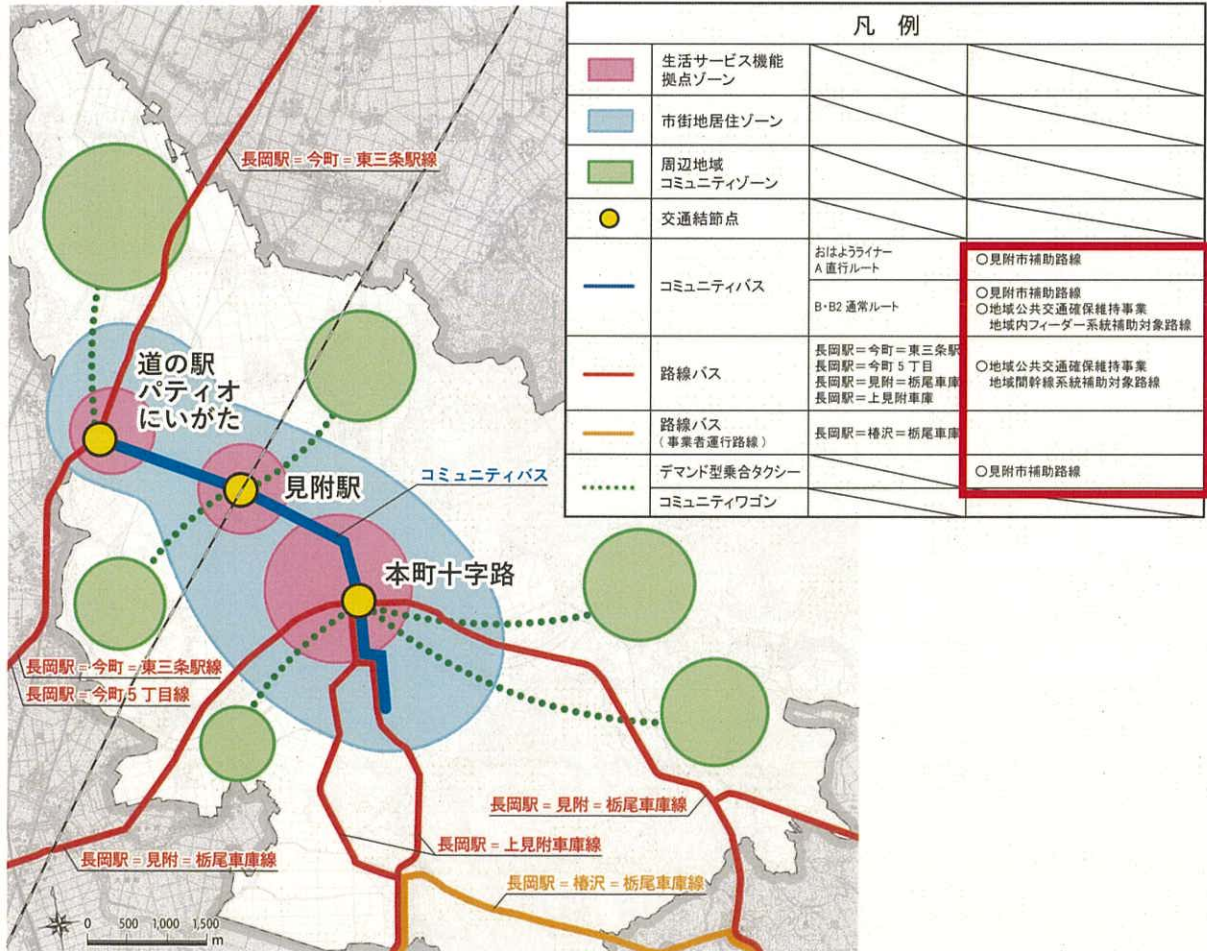 凡 例
生活サービス機能
拠点ゾーン
市街地居住ゾーン
周辺地域
コミュニティゾーン
交通結節点
コミュニティバス
おはようライナー
A 直行ルート
○見附市補助路線
B・B2 通常ルート
○見附市補助路線
○地域公共交通確保維持事業
地域内フィーダー系統補助対象路線
路線バス
長岡駅＝今町＝東三条駅
長岡駅＝今町5丁目
長岡駅＝見附＝栃尾車庫
長岡駅＝上見附車庫
○地域公共交通確保維持事業
地域間幹線系統補助対象路線
路線バス
（事業者運行路線）
長岡駅＝椿沢＝栃尾車庫
デマンド型乗合タクシー
○見附市補助路線
コミュニティワゴン
長岡駅＝今町＝東三条駅線
道の駅
パティオ
にいがた
見附駅
コミュニティバス
本町十字路
長岡駅＝今町＝東三条駅線
長岡駅＝今町5丁目線
長岡駅＝見附＝栃尾車庫線
長岡駅＝見附＝栃尾車庫線
長岡駅＝上見附車庫線
長岡駅＝椿沢＝栃尾車庫線
0 500 1,000 1,500
m